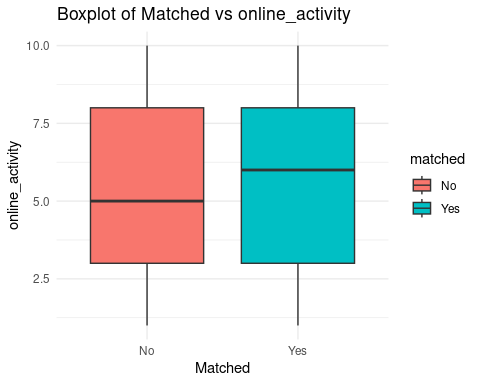 Boxplot of Matched vs online_activity
online_activity
10.0
7.5
5.0
2.5
No
Yes
Matched
matched
No
Yes